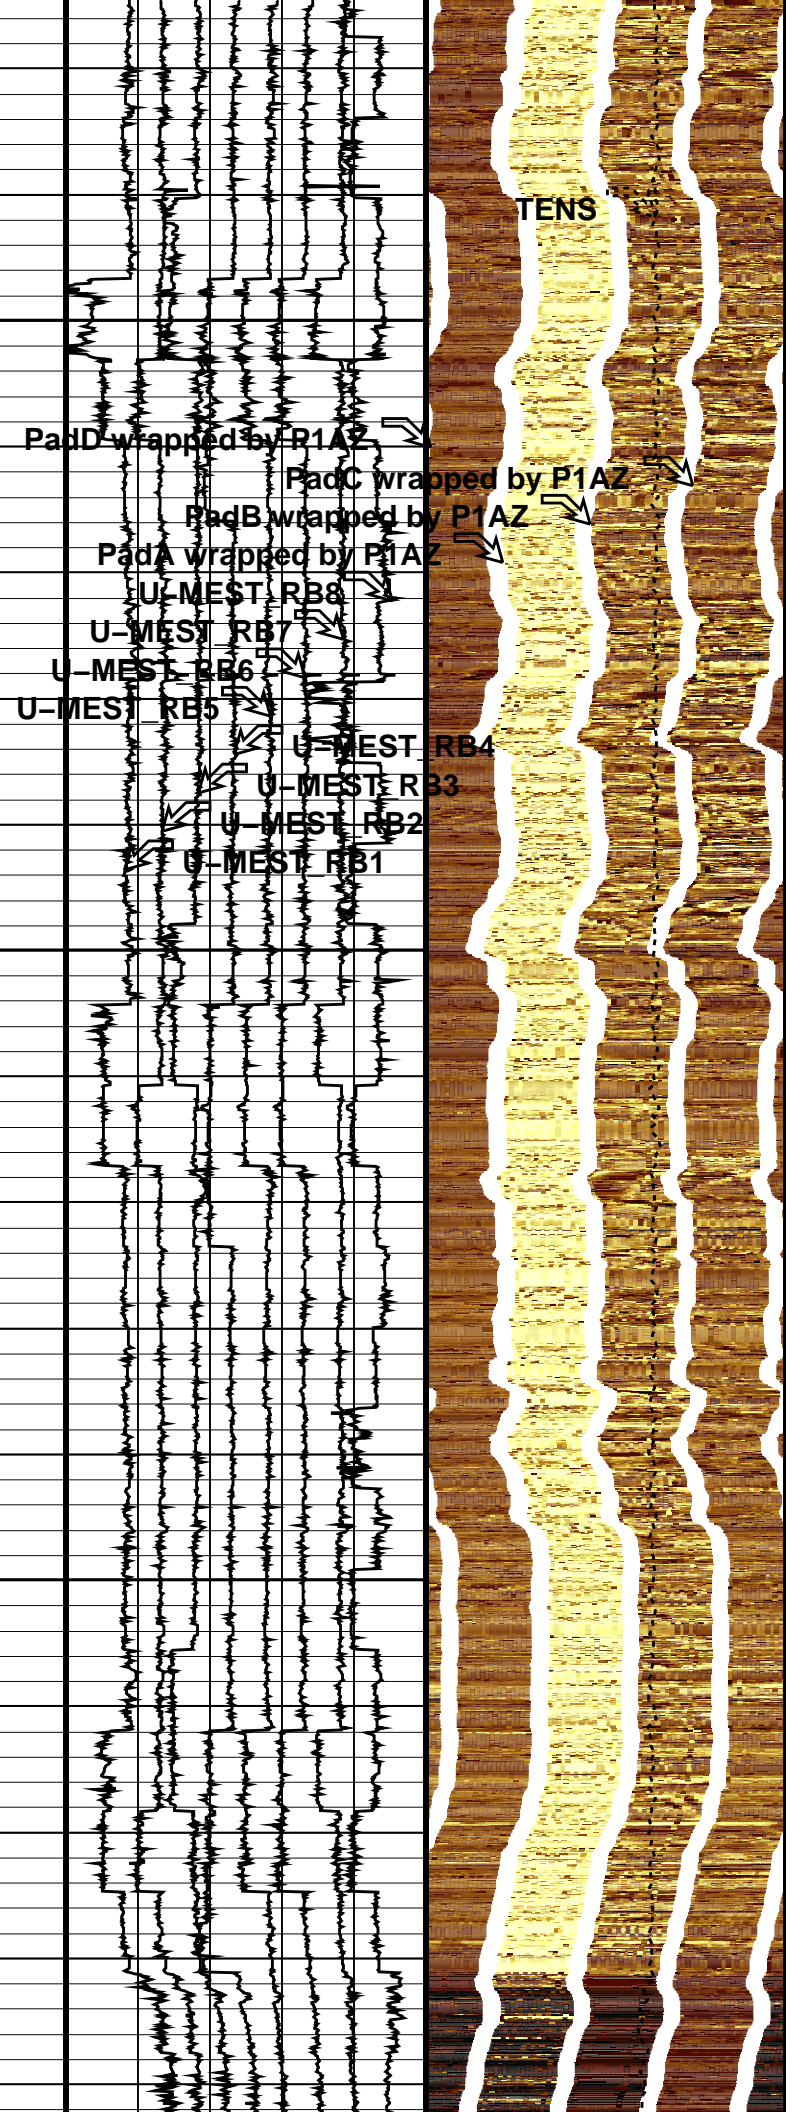 TENS
PadD wrapped by P1AZ
PadC wrapped by P1AZ
PadB wrapped by P1AZ
PadA wrapped by P1AZ
U−MEST_RB8
U−MEST_RB7
U−MEST_RB6
U−MEST_RB5
U−MEST_RB4
U−MEST_RB3
U−MEST_RB2
U−MEST_RB1